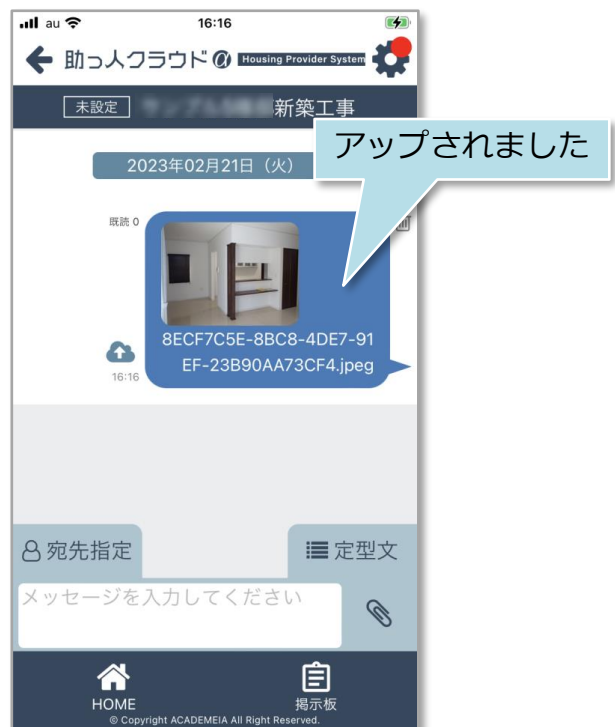 au
16:16
助っ人クラウド α Housing Provider System
未設定
新築工事
アップされました
2023年02月21日（火）
既読 0
8ECF7C5E-8BC8-4DE7-91
EF-23B90AA73CF4.jpeg
16:16
宛先指定
定型文
メッセージを入力してください
HOME
掲示板
© Copyright ACADEMEIA All Right Reserved.